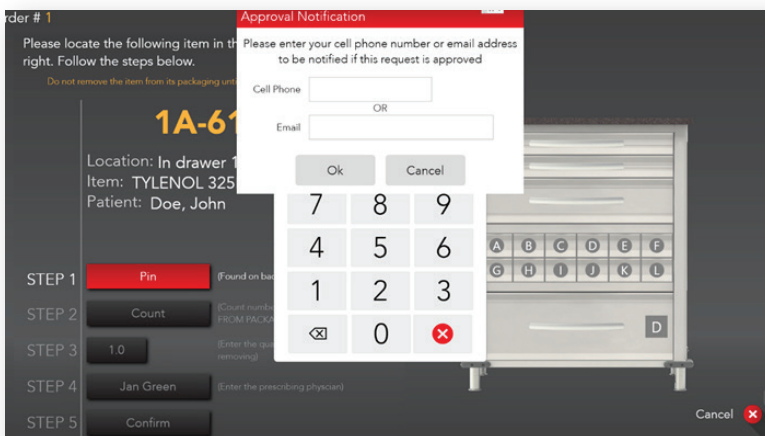 rder # 1
Approval Notification
Please locate the following item in th
right. Follow the steps below.
Do not remove the item from its packaging unti
Please enter your cell phone number or email address
to be notified if this request is approved
Cell Phone
OR
Email
Ok Cancel
1A-61
Location: In drawer 1
Item: TYLENOL 325
Patient: Doe, John
7 8 9
4 5 6
1 2 3
0
A B C D E F
G H I J K L
D
STEP 1 Pin (Found on bac
STEP 2 Count (Count numbe
FROM PACKA
STEP 3 1.0 (Enter the qua
removing)
STEP 4 Jan Green (Enter the prescribing physcian)
STEP 5 Confirm
Cancel